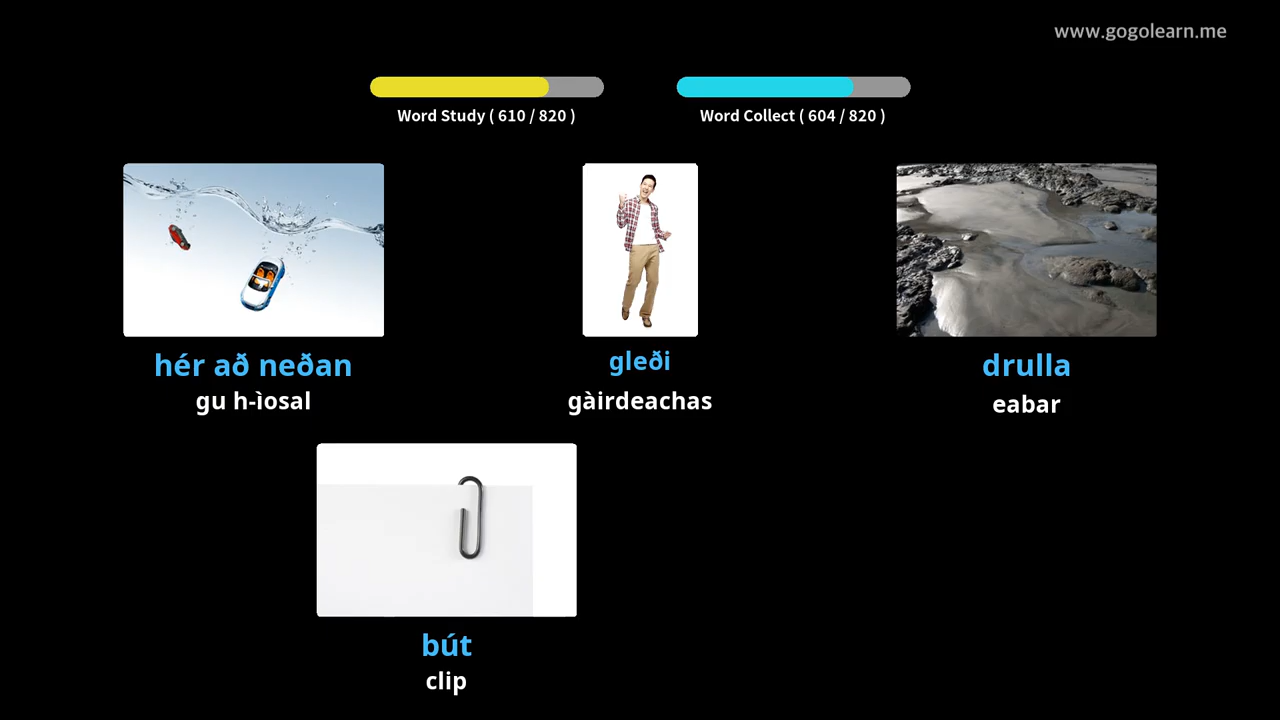 www.gogolearn.me
Word Study ( 610 / 820 )
Word Collect ( 604 / 820 )
hér að neðan
gu h-ìosal
gleði
gàirdeachas
drulla
eabar
bút
clip